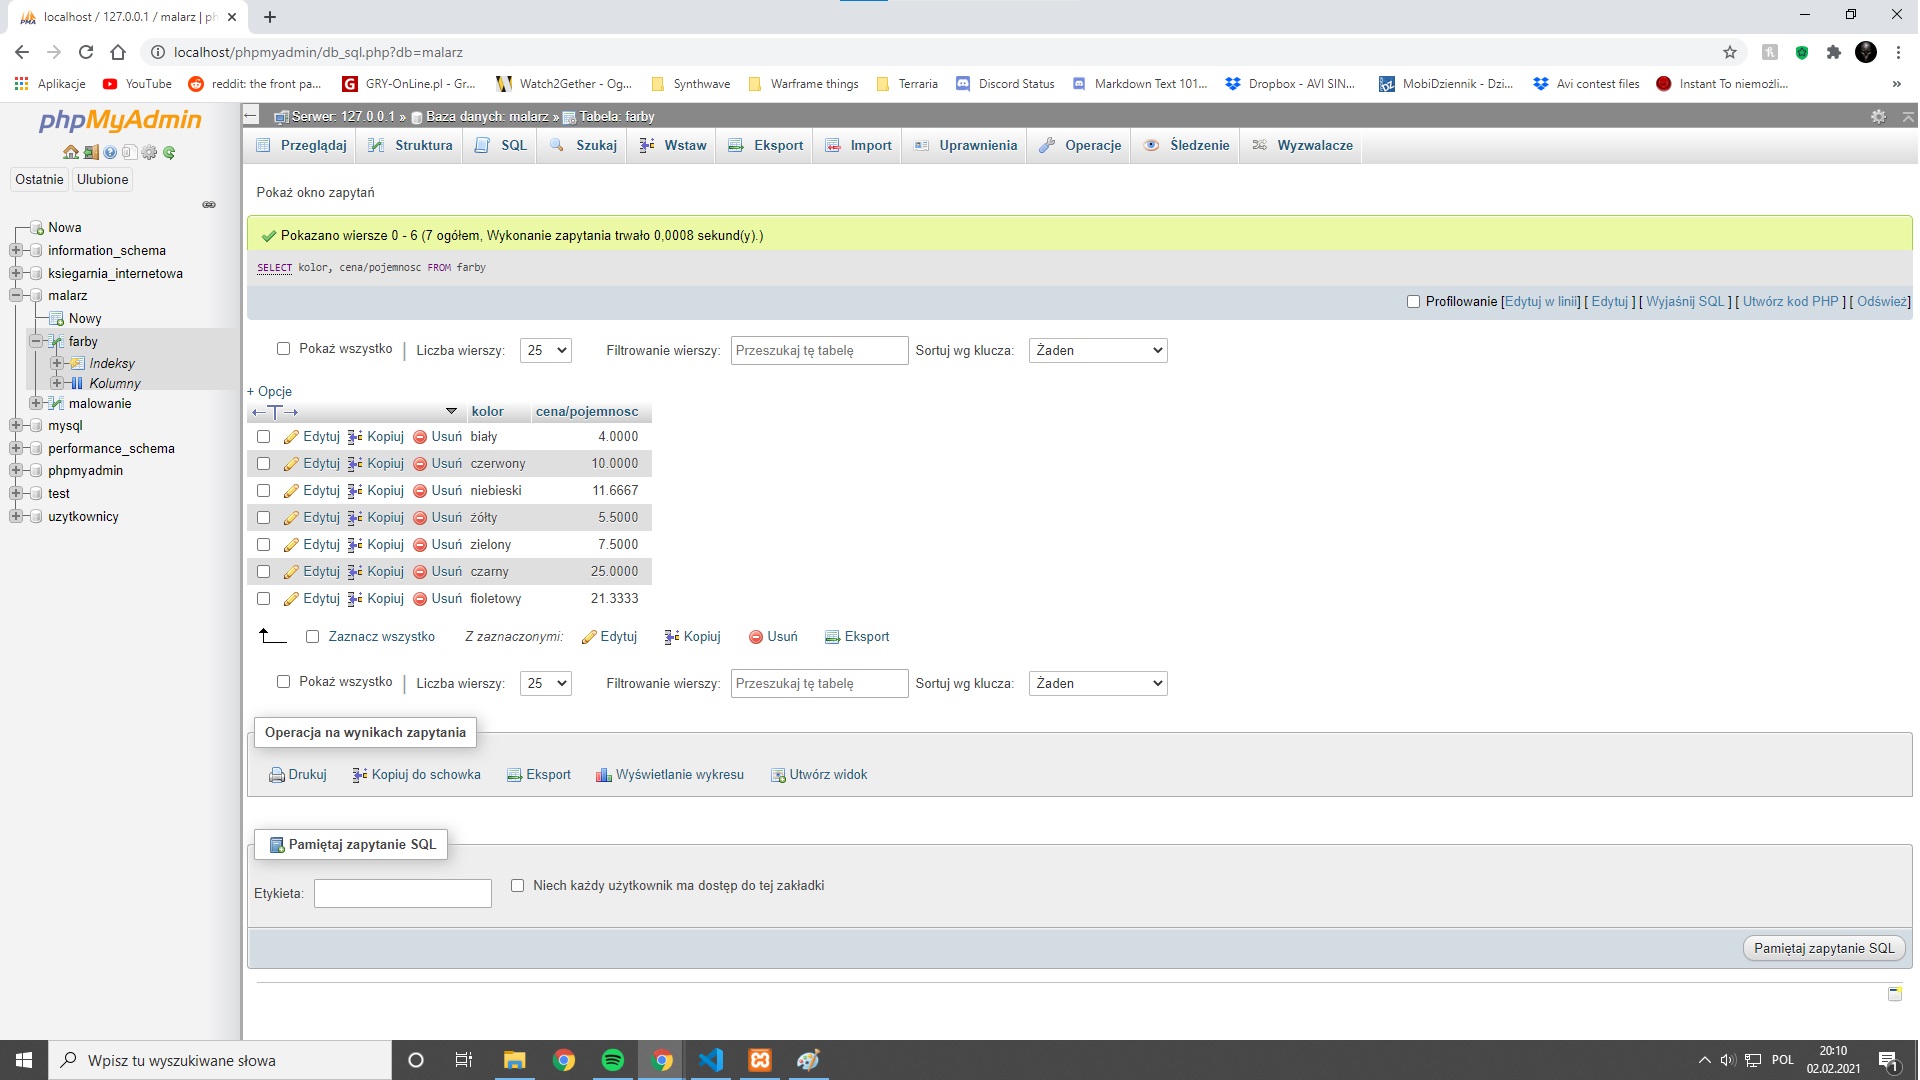 localhost / 127.0.0.1 / malarz | ph
localhost/phpmyadmin/db_sql.php?db=malarz
Aplikacje YouTube reddit: the front pa... GRY-OnLine.pl - Gr... Watch2Gether - Og... Synthwave Warframe things Terraria Discord Status Markdown Text 101... Dropbox - AVI SIN... MobiDziennik - Dzi... Avi contest files Instant To niemożli... »
phpMyAdmin
Ostatnie Ulubione
Nowa
information_schema
ksiegarnia_internetowa
malarz
Nowy
farby
Indeksy
Kolumny
malowanie
mysql
performance_schema
phpmyadmin
test
uzytkownicy
Serwer: 127.0.0.1 » Baza danych: malarz » Tabela: farby
Przeglądaj Struktura SQL Szukaj Wstaw Eksport Import Uprawnienia Operacje Śledzenie Wyzwalacze
Pokaż okno zapytań
Pokazano wiersze 0 - 6 (7 ogółem, Wykonanie zapytania trwało 0,0008 sekund(y).)
SELECT kolor, cena/pojemnosc FROM farby
Profilowanie [Edytuj w linii] [ Edytuj ] [ Wyjaśnij SQL ] [ Utwórz kod PHP ] [ Odśwież]
Pokaż wszystko | Liczba wierszy: 25 Filtrowanie wierszy: Przeszukaj tę tabelę Sortuj wg klucza: Żaden
+ Opcje
←T→ kolor cena/pojemnosc
Edytuj Kopiuj Usuń biały 4.0000
Edytuj Kopiuj Usuń czerwony 10.0000
Edytuj Kopiuj Usuń niebieski 11.6667
Edytuj Kopiuj Usuń żółty 5.5000
Edytuj Kopiuj Usuń zielony 7.5000
Edytuj Kopiuj Usuń czarny 25.0000
Edytuj Kopiuj Usuń fioletowy 21.3333
Zaznacz wszystko Z zaznaczonymi: Edytuj Kopiuj Usuń Eksport
Pokaż wszystko | Liczba wierszy: 25 Filtrowanie wierszy: Przeszukaj tę tabelę Sortuj wg klucza: Żaden
Operacja na wynikach zapytania
Drukuj Kopiuj do schowka Eksport Wyświetlanie wykresu Utwórz widok
Pamiętaj zapytanie SQL
Etykieta: Niech każdy użytkownik ma dostęp do tej zakładki
Pamiętaj zapytanie SQL
Wpisz tu wyszukiwane słowa
POL
20:10
02.02.2021
1